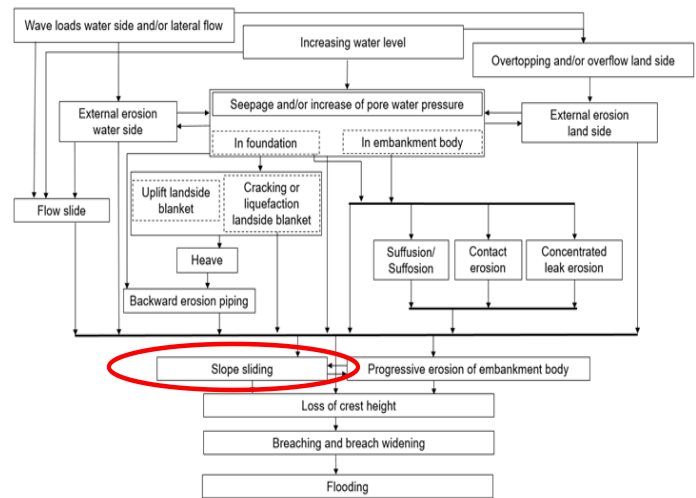 Wave loads water side and/or lateral flow
Increasing water level
Overtopping and/or overflow land side
Seepage and/or increase of pore water pressure
External erosion
water side
External erosion
land side
In foundation
In embankment body
Uplift landside
blanket
Cracking or
liquefaction
landside blanket
Flow slide
Heave
Suffusion/
Suffosion
Contact
erosion
Concentrated
leak erosion
Backward erosion piping
Slope sliding
Progressive erosion of embankment body
Loss of crest height
Breaching and breach widening
Flooding